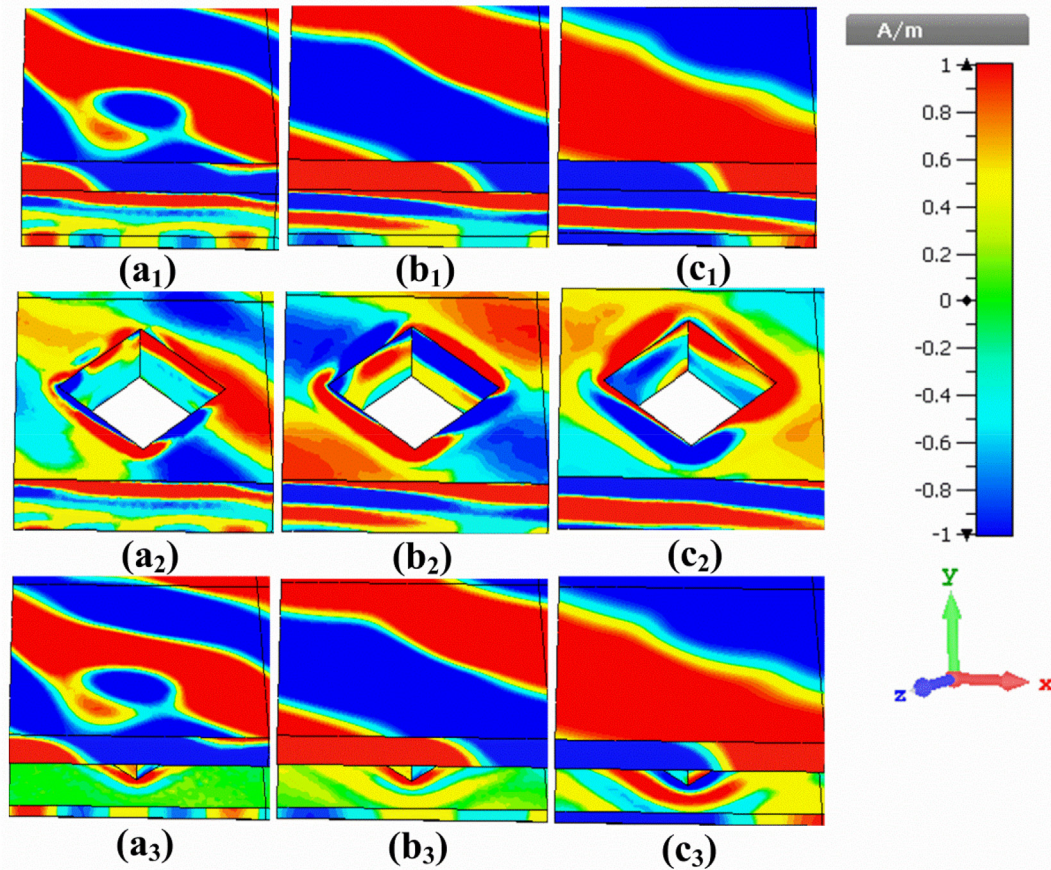 A/m
1
0.8
0.6
0.4
0.2
0
-0.2
-0.4
-0.6
-0.8
-1
(a₁)
(b₁)
(c₁)
(a₂)
(b₂)
(c₂)
y
z
x
(a₃)
(b₃)
(c₃)